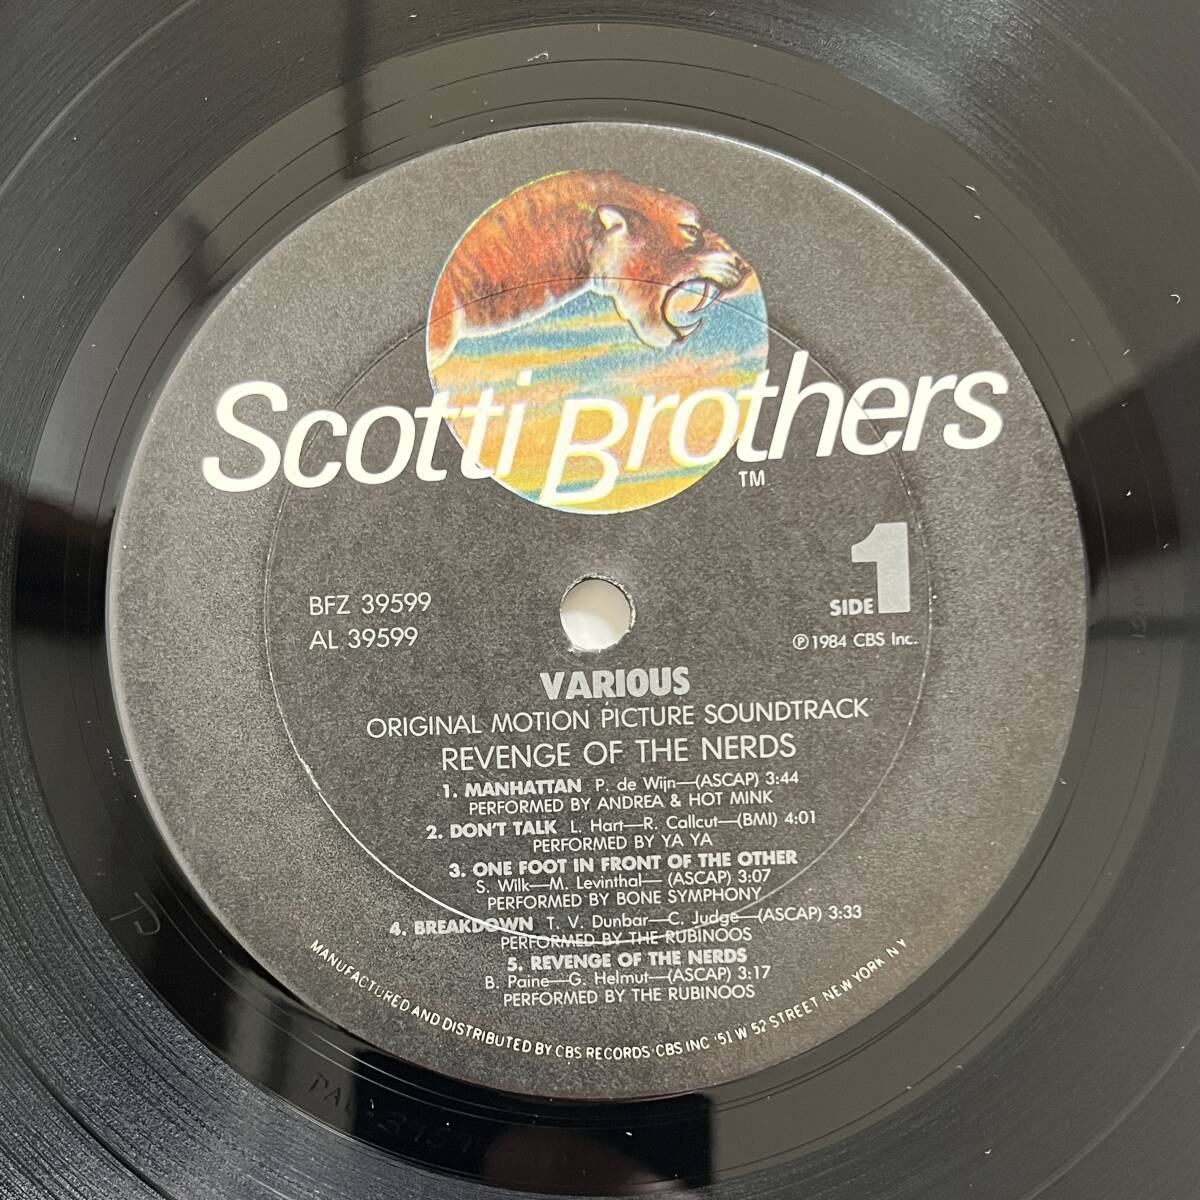 Scotti Brothers
TM
SIDE 1
℗ 1984 CBS Inc.
BFZ 39599
AL 39599
VARIOUS
ORIGINAL MOTION PICTURE SOUNDTRACK
REVENGE OF THE NERDS
1. MANHATTAN P. de Wijn—(ASCAP) 3:44
PERFORMED BY ANDREA & HOT MINK
2. DON'T TALK L. Hart—R. Callcut—(BMI) 4:01
PERFORMED BY YA YA
3. ONE FOOT IN FRONT OF THE OTHER
S. Wilk—M. Levinthal— (ASCAP) 3:07
PERFORMED BY BONE SYMPHONY
4. BREAKDOWN T. V. Dunbar—C. Judge—(ASCAP) 3:33
PERFORMED BY THE RUBINOOS
5. REVENGE OF THE NERDS
B. Paine—G. Helmut—(ASCAP) 3:17
PERFORMED BY THE RUBINOOS
MANUFACTURED AND DISTRIBUTED BY CBS RECORDS CBS INC '51 W 52 STREET NEW YORK N Y